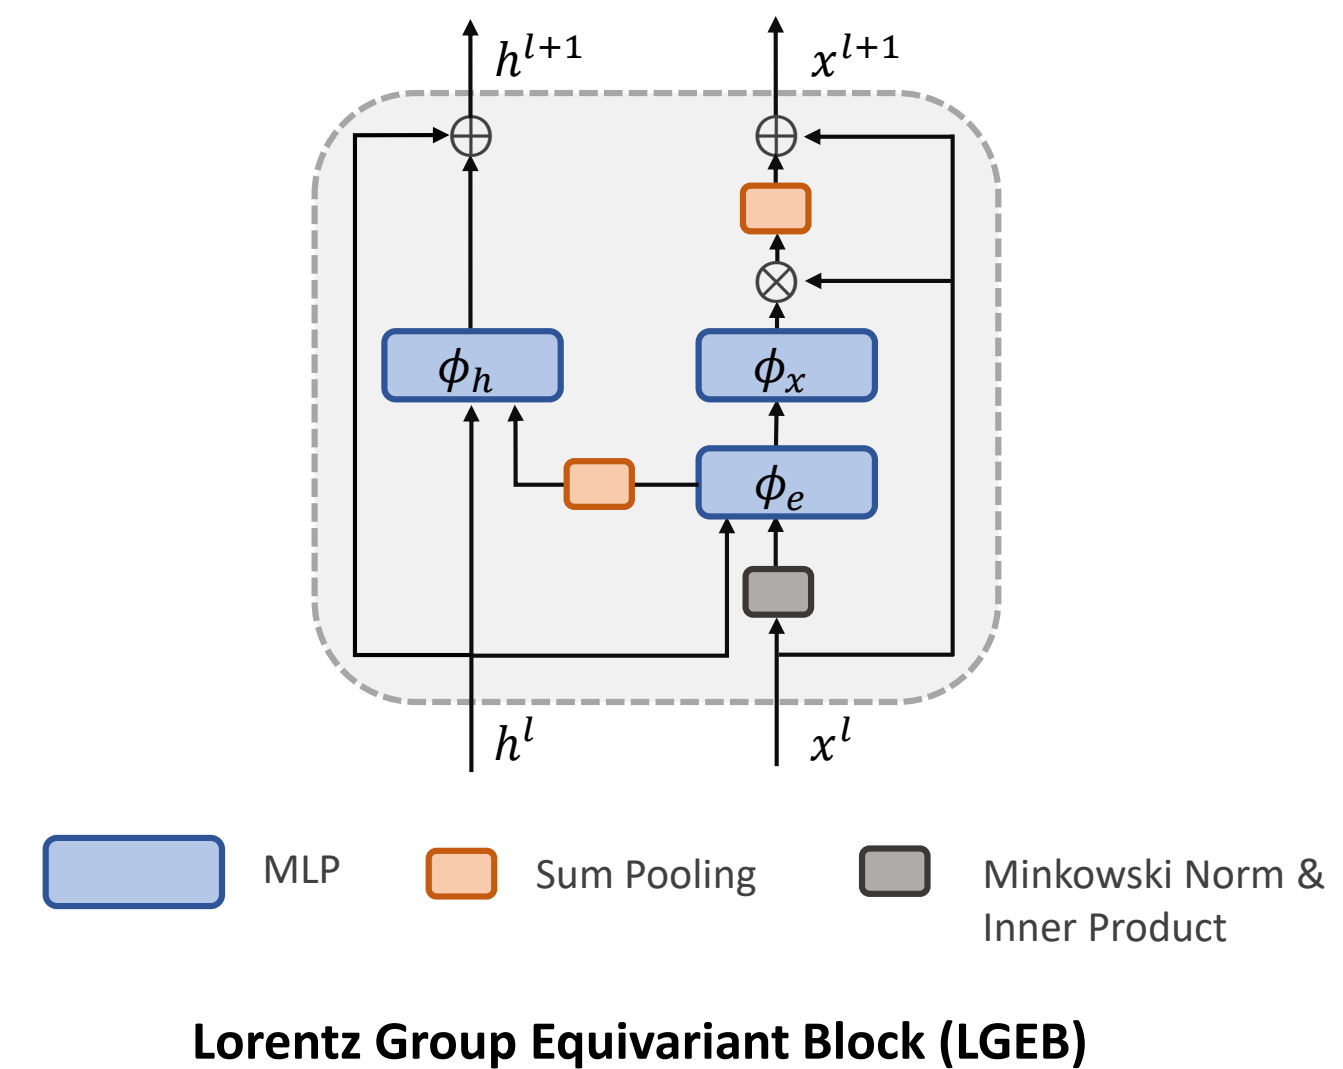 h^{l+1} x^{l+1}
ϕ_h ϕ_x
ϕ_e
h^l x^l
MLP
Sum Pooling
Minkowski Norm &
Inner Product
Lorentz Group Equivariant Block (LGEB)